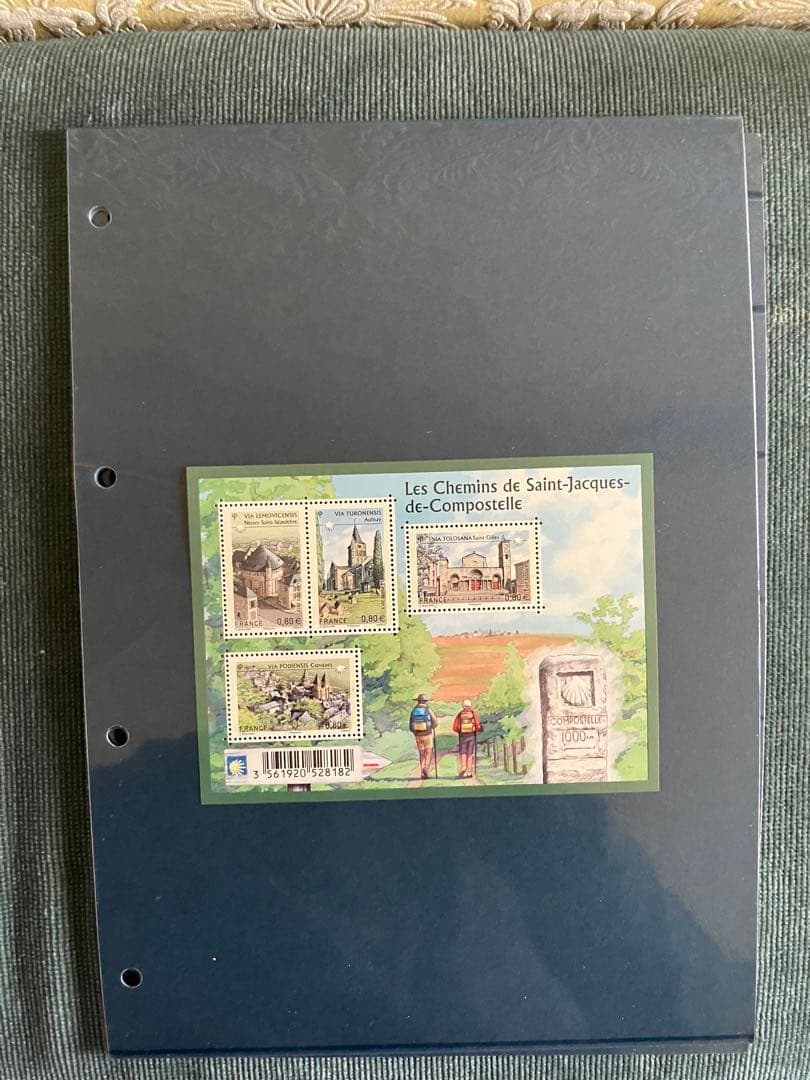 Les Chemins de Saint-Jacques-
de-Compostelle
VIA LEMOVICENSIS
Neuvy-Saint-Sépulchre
FRANCE 0,80 €
VIA TURONENSIS
Aulnay
FRANCE 0,80 €
VIA TOLOSANA Saint-Gilles
FRANCE 0,80 €
VIA PODIENSIS Conques
FRANCE 0,80 €
COMPOSTELLE
1000 KM
3 561920 528182